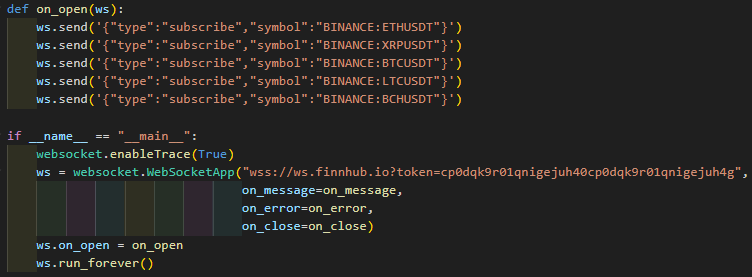 def on_open(ws):
ws.send('{"type":"subscribe","symbol":"BINANCE:ETHUSDT"}')
ws.send('{"type":"subscribe","symbol":"BINANCE:XRPUSDT"}')
ws.send('{"type":"subscribe","symbol":"BINANCE:BTCUSDT"}')
ws.send('{"type":"subscribe","symbol":"BINANCE:LTCUSDT"}')
ws.send('{"type":"subscribe","symbol":"BINANCE:BCHUSDT"}')
if __name__ == "__main__":
websocket.enableTrace(True)
ws = websocket.WebSocketApp("wss://ws.finnhub.io?token=cp0dqk9r01qnigejuh40cp0dqk9r01qnigejuh4g",
on_message=on_message,
on_error=on_error,
on_close=on_close)
ws.on_open = on_open
ws.run_forever()